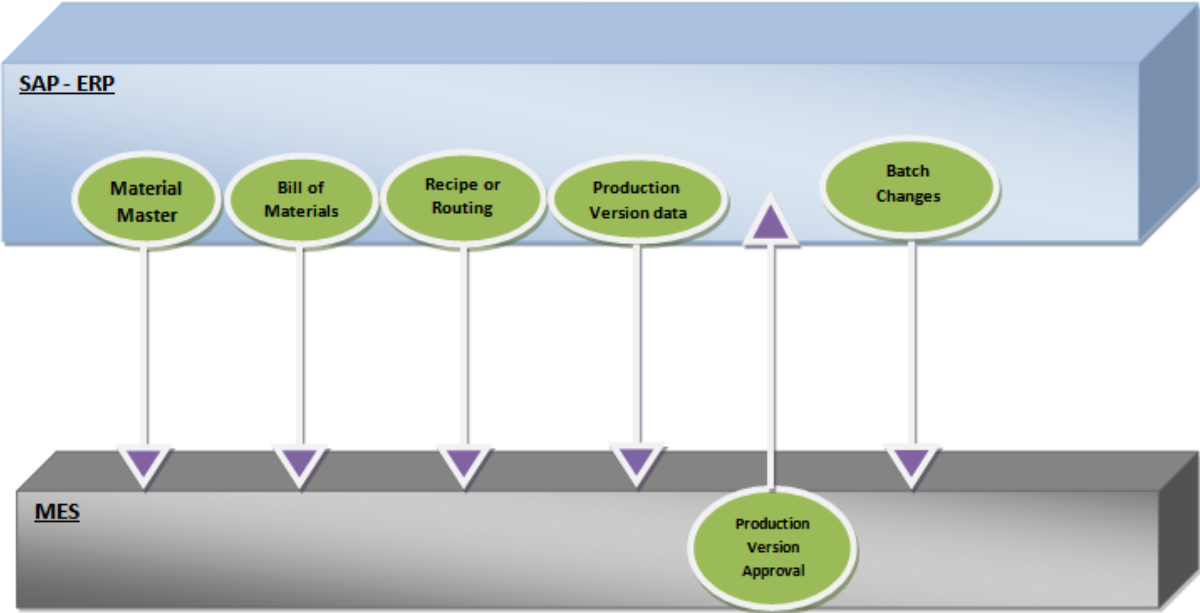 SAP - ERP
Material
Master
Bill of
Materials
Recipe or
Routing
Production
Version data
Batch
Changes
MES
Production
Version
Approval